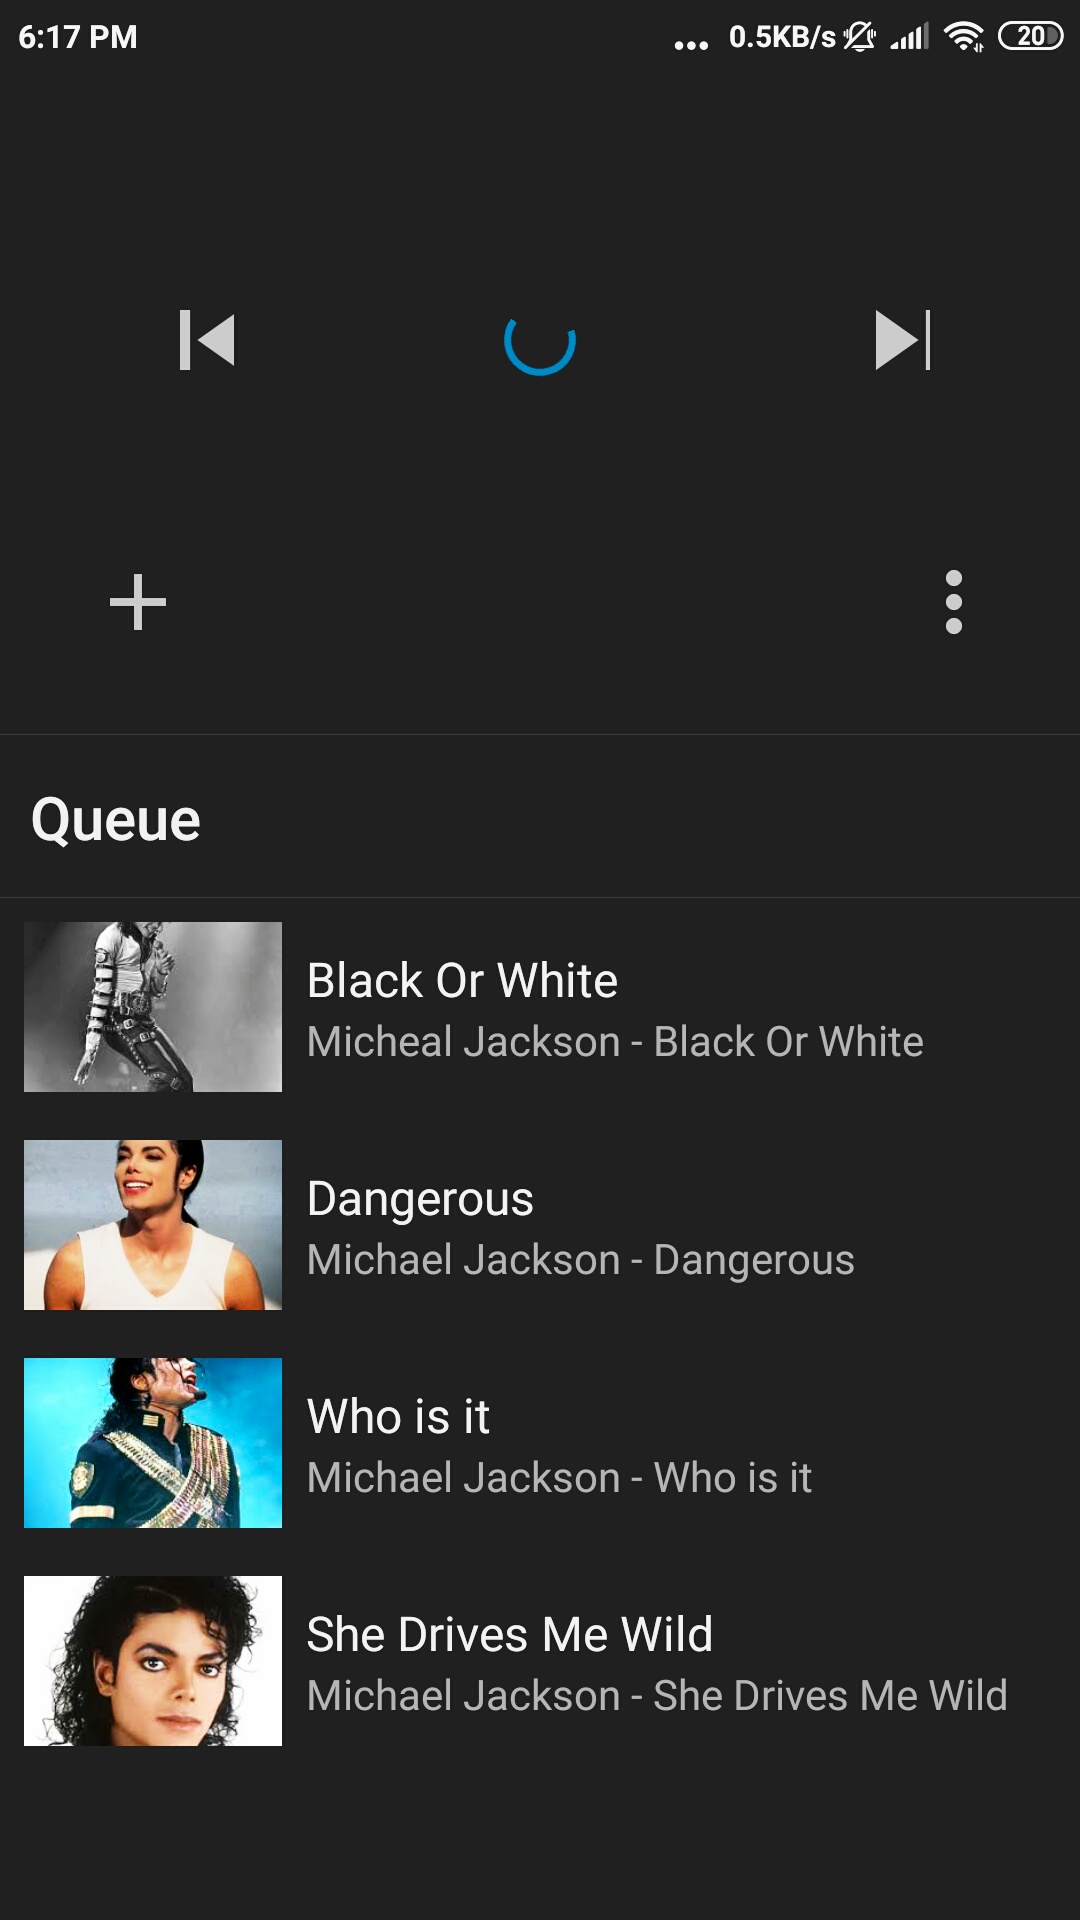 6:17 PM
... 0.5KB/s 20
Queue
Black Or White
Micheal Jackson - Black Or White
Dangerous
Michael Jackson - Dangerous
Who is it
Michael Jackson - Who is it
She Drives Me Wild
Michael Jackson - She Drives Me Wild